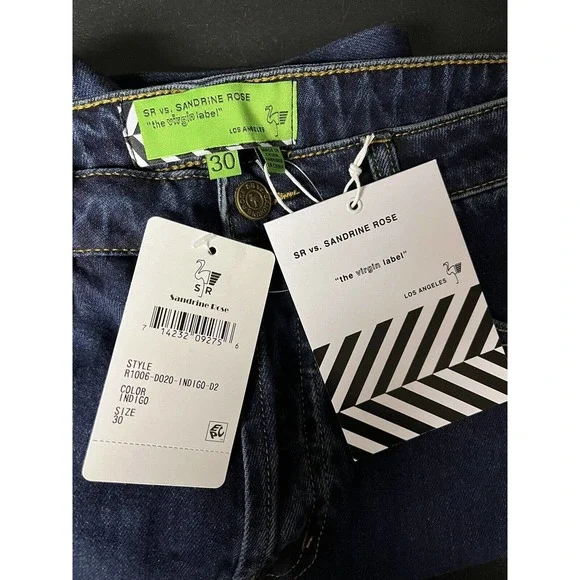 SR vs. SANDRINE ROSE
"the virgin label"
LOS ANGELES
30
SR vs. SANDRINE ROSE
"the virgin label"
LOS ANGELES
SR
Sandrine Rose
7 14232 09275 6
STYLE
R1006-D020-INDIGO-D2
COLOR
INDIGO
SIZE
30